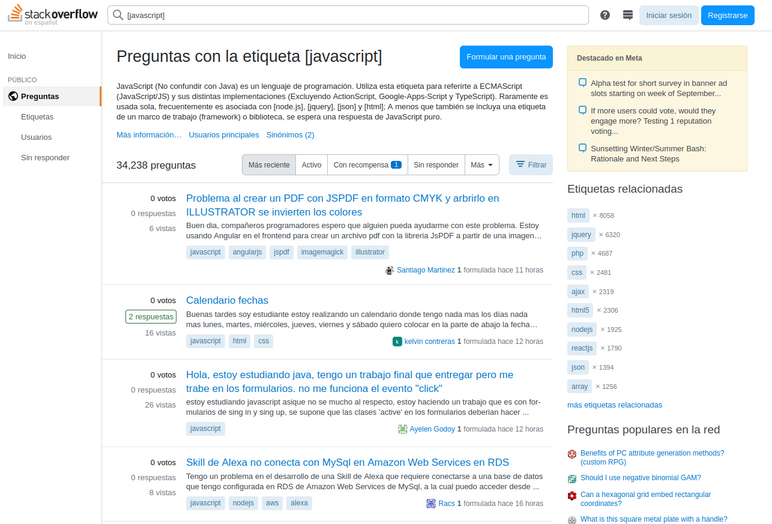 stackoverflow
en español
[javascript]
Iniciar sesión
Registrarse
Inicio
PÚBLICO
Preguntas
Etiquetas
Usuarios
Sin responder
Preguntas con la etiqueta [javascript]
Formular una pregunta
JavaScript (No confundir con Java) es un lenguaje de programación. Utiliza esta etiqueta para referirte a ECMAScript
(JavaScript/JS) y sus distintas implementaciones (Excluyendo ActionScript, Google-Apps-Script y TypeScript). Raramente es
usada sola, frecuentemente es asociada con [node.js], [jquery], [json] y [html]; A menos que también se incluya una etiqueta
de un marco de trabajo (framework) o biblioteca, se espera una respuesta de JavaScript puro.
Más información… Usuarios principales Sinónimos (2)
34,238 preguntas
Más reciente Activo Con recompensa 1 Sin responder Más Filtrar
0 votos
0 respuestas
6 vistas
Problema al crear un PDF con JSPDF en formato CMYK y arbrirlo en
ILLUSTRATOR se invierten los colores
Buen dia, compañeros programadores espero que alguien pueda ayudarme con este problema. Estoy
usando Angular en el frontend para crear un archivo pdf con la libreria JsPDF a partir de una imagen…
javascript angularjs jspdf imagemagick illustrator
Santiago Martinez 1 formulada hace 11 horas
0 votos
2 respuestas
16 vistas
Calendario fechas
Buenas tardes soy estudiante estoy realizando un calendario donde tengo nada mas los días nada
mas lunes, martes, miércoles, jueves, viernes y sábado quiero colocar en la parte de abajo la fecha…
javascript html css
kelvin contreras 1 formulada hace 12 horas
0 votos
0 respuestas
26 vistas
Hola, estoy estudiando java, tengo un trabajo final que entregar pero me
trabe en los formularios. no me funciona el evento "click"
estoy estudiando javascript asique no se mucho al respecto, estoy haciendo un trabajo que es con for-
mularios de sing in y sing up, se supone que las clases 'active' en los formularios deberian hacer ...
javascript
Ayelen Godoy 1 formulada hace 12 horas
0 votos
0 respuestas
8 vistas
Skill de Alexa no conecta con MySql en Amazon Web Services en RDS
Tengo un problema en el desarrollo de una Skill de Alexa que requiere conectarse a una base de datos
que tengo configurada en RDS de Amazon Web Services de MySql, a la cual puedo acceder desde ...
javascript nodejs aws alexa
Racs 1 formulada hace 16 horas
Destacado en Meta
Alpha test for short survey in banner ad
slots starting on week of September...
If more users could vote, would they
engage more? Testing 1 reputation
voting...
Sunsetting Winter/Summer Bash:
Rationale and Next Steps
Etiquetas relacionadas
html × 8058
jquery × 6320
php × 4687
css × 2481
ajax × 2319
html5 × 2306
nodejs × 1925
reactjs × 1790
json × 1394
array × 1256
más etiquetas relacionadas
Preguntas populares en la red
Benefits of PC attribute generation methods?
(custom RPG)
Should I use negative binomial GAM?
Can a hexagonal grid embed rectangular
coordinates?
What is this square metal plate with a handle?